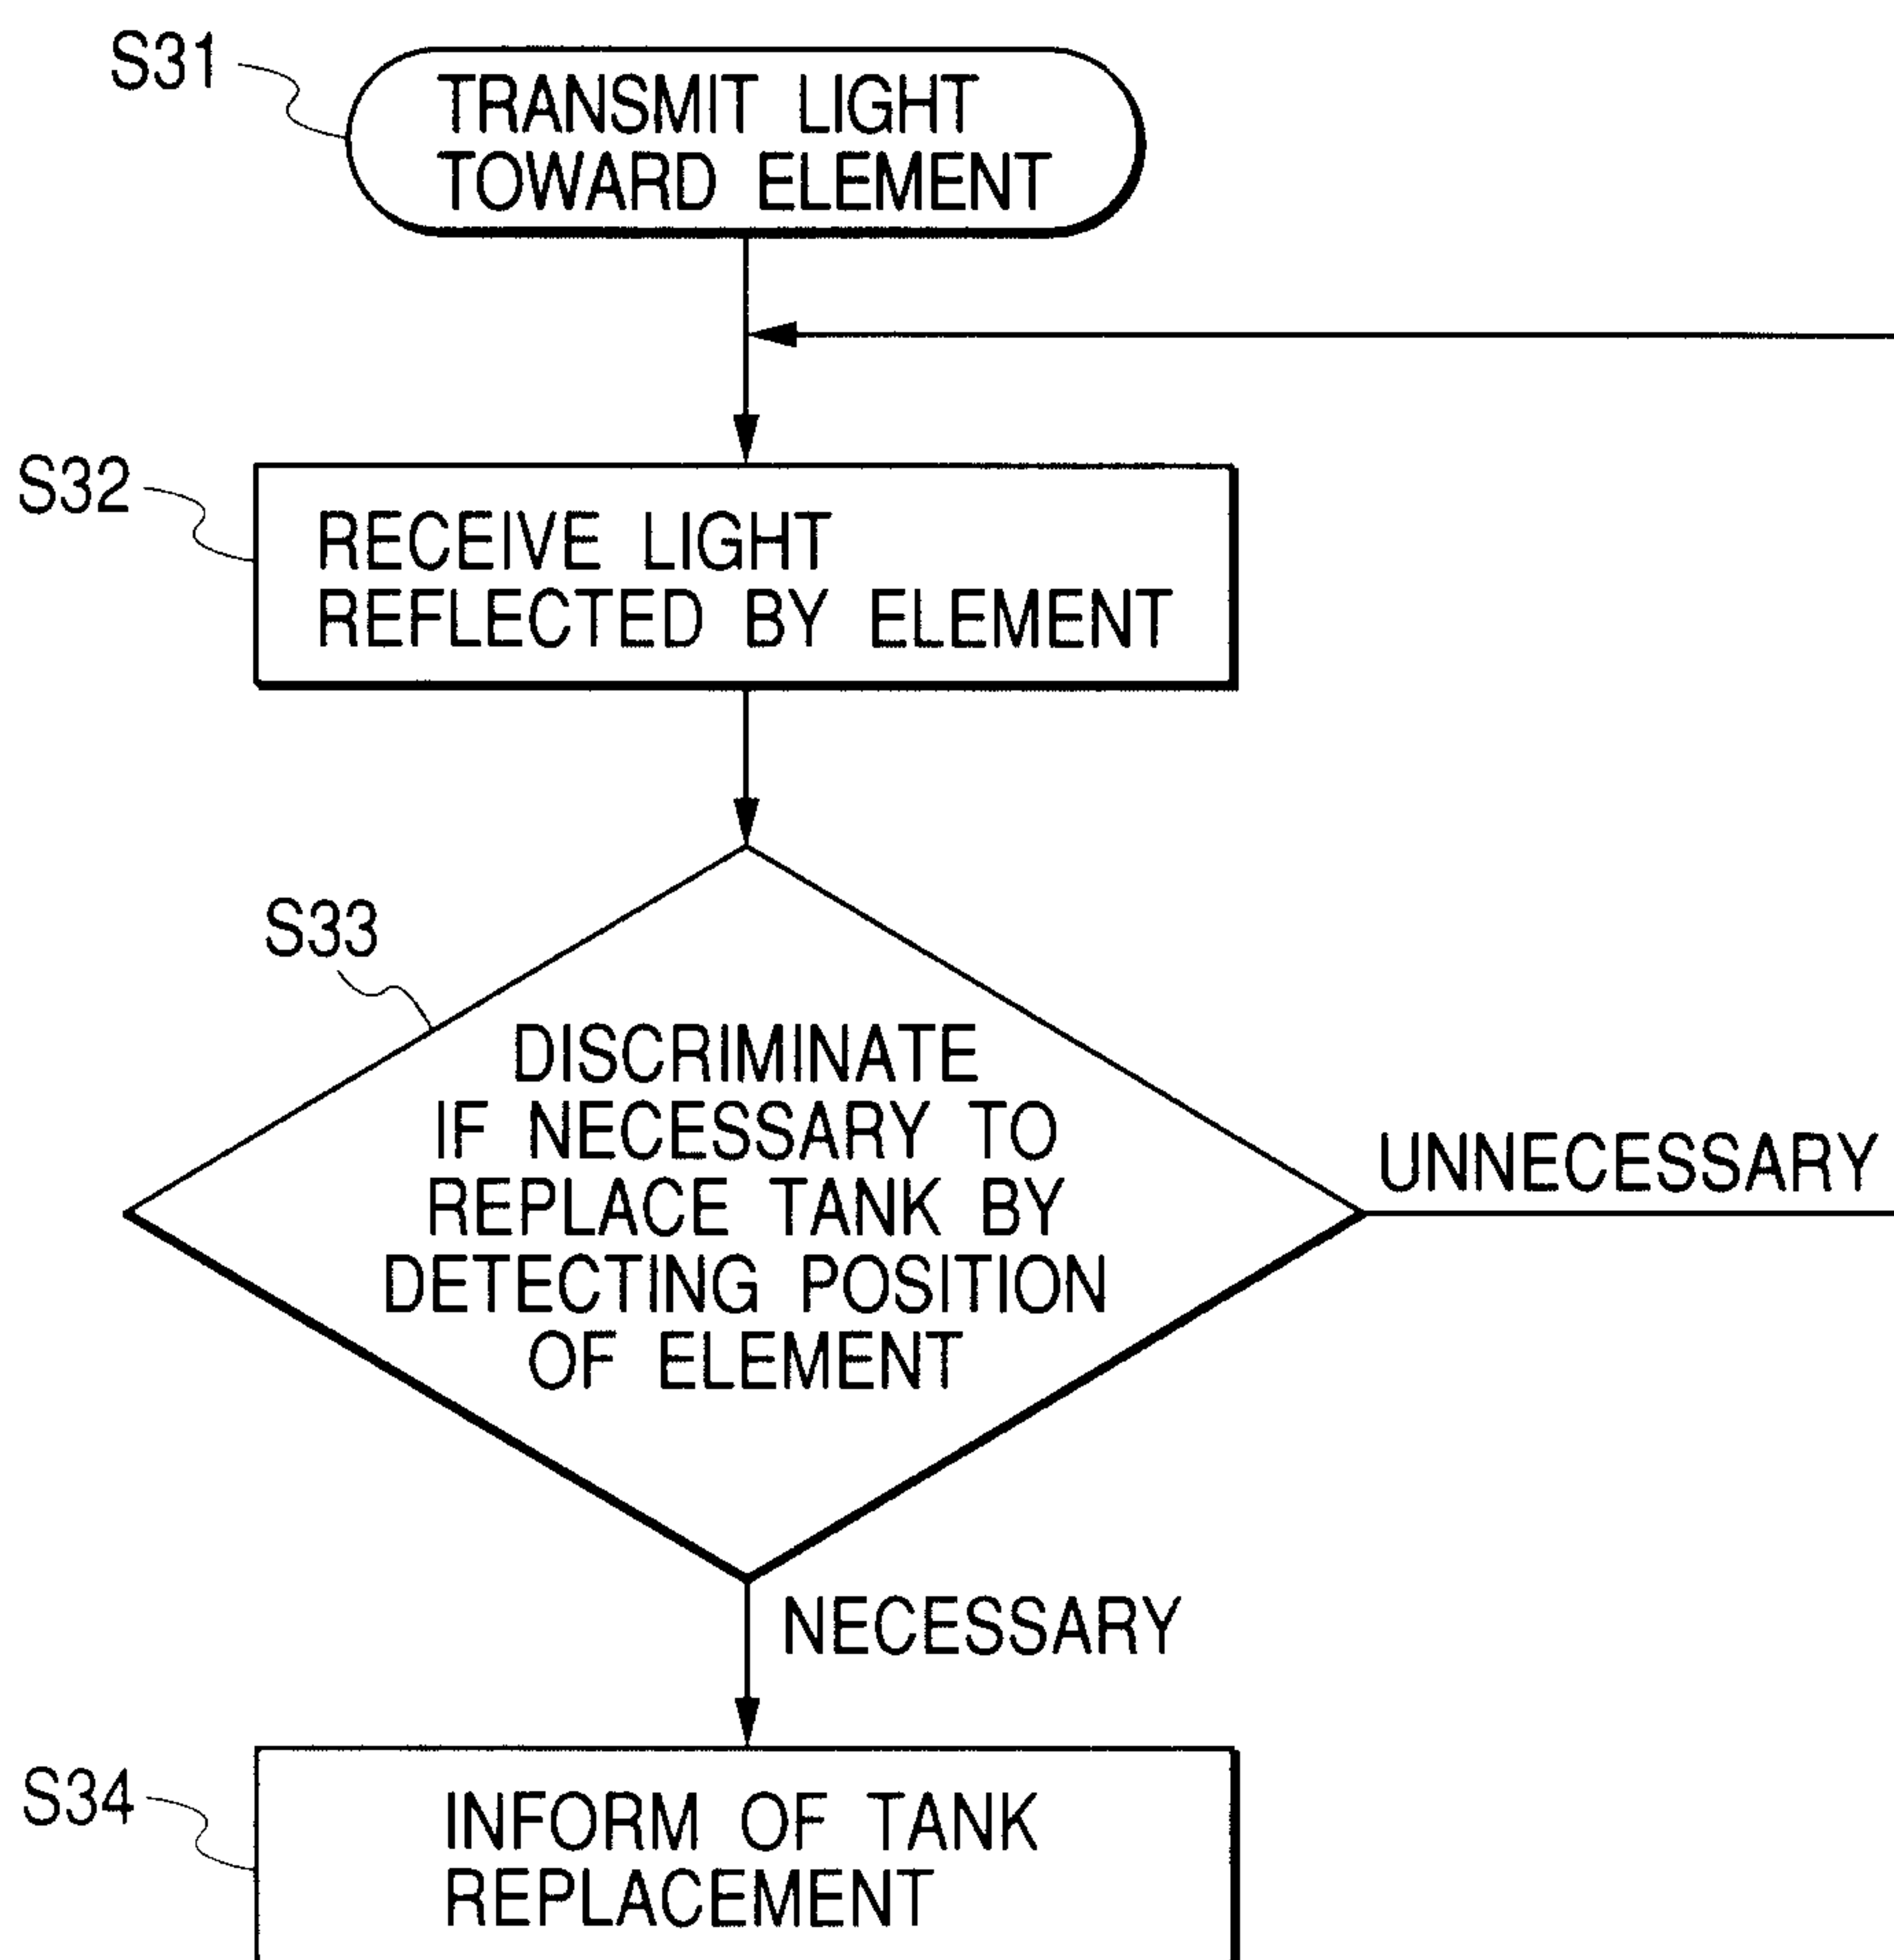 S31
TRANSMIT LIGHT
TOWARD ELEMENT
S32
RECEIVE LIGHT
REFLECTED BY ELEMENT
S33
DISCRIMINATE
IF NECESSARY TO
REPLACE TANK BY
DETECTING POSITION
OF ELEMENT
UNNECESSARY
NECESSARY
S34
INFORM OF TANK
REPLACEMENT